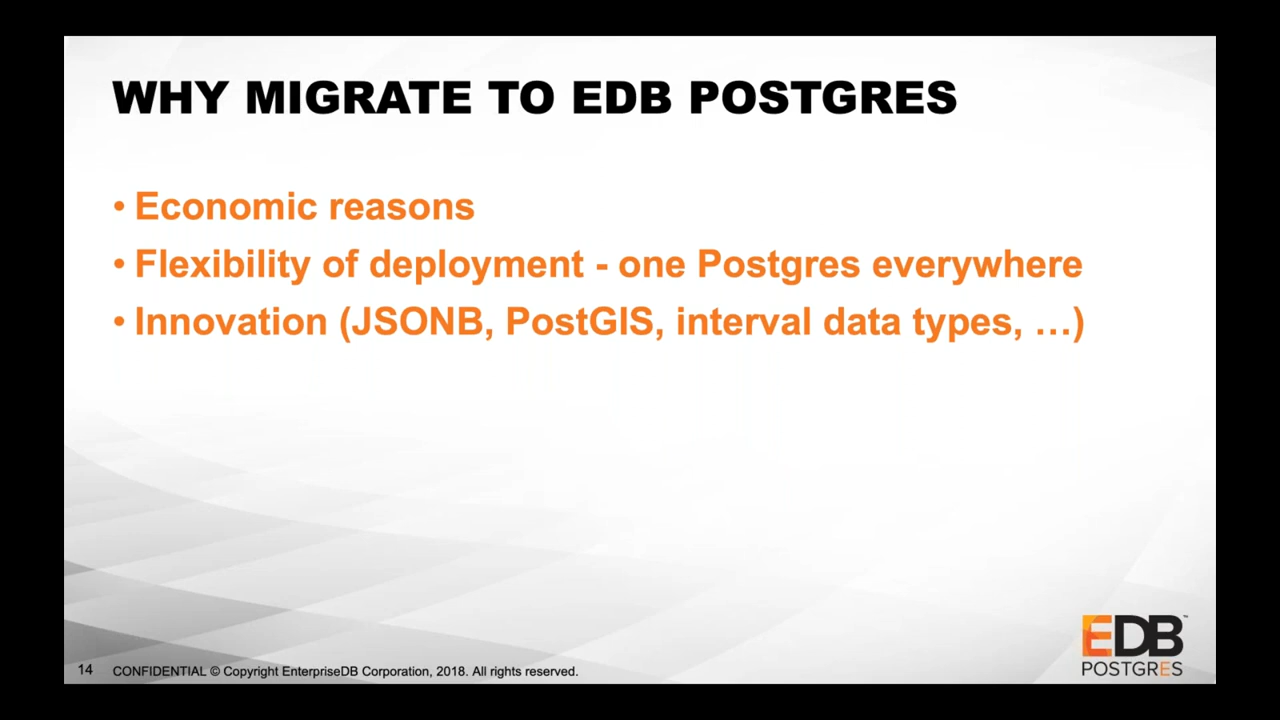 WHY MIGRATE TO EDB POSTGRES
• Economic reasons
• Flexibility of deployment - one Postgres everywhere
• Innovation (JSONB, PostGIS, interval data types, …)
EDB™
POSTGRES
14 CONFIDENTIAL © Copyright EnterpriseDB Corporation, 2018. All rights reserved.